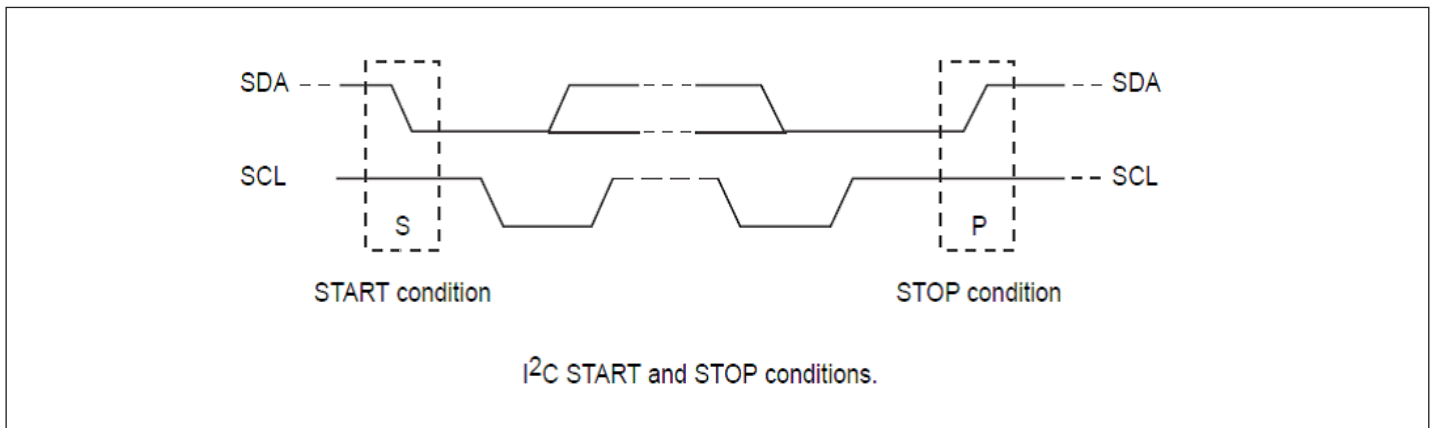 SDA SDA
SCL SCL
S P
START condition STOP condition
I²C START and STOP conditions.